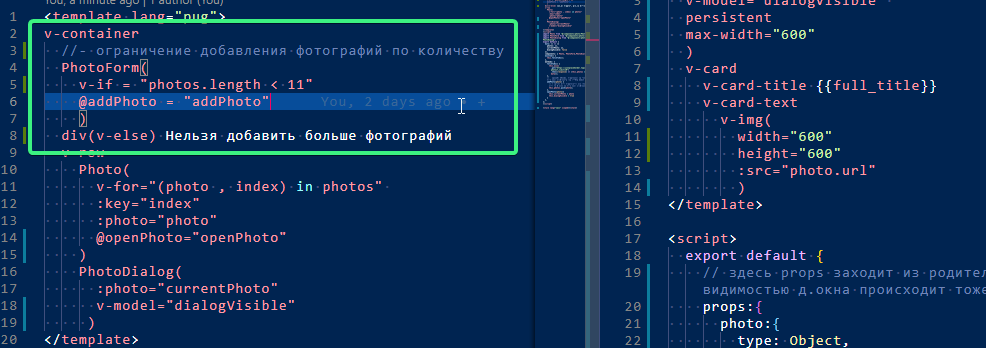 You, a minute ago | 1 author (You)
1 <template lang="pug">
2 v-container
3 //- ограничение добавления фотографий по количеству
4 PhotoForm(
5 v-if = "photos.length < 11"
6 @addPhoto = "addPhoto" You, 2 days ago • +
7 )
8 div(v-else) Нельзя добавить больше фотографий
9 v-row
10 Photo(
11 v-for="(photo , index) in photos"
12 :key="index"
13 :photo="photo"
14 @openPhoto="openPhoto"
15 )
16 PhotoDialog(
17 :photo="currentPhoto"
18 v-model="dialogVisible"
19 )
20 </template>
3 v-model="dialogVisible"
4 persistent
5 max-width="600"
6 )
7 v-card
8 v-card-title {{full_title}}
9 v-card-text
10 v-img(
11 width="600"
12 height="600"
13 :src="photo.url"
14 )
15 </template>
16
17 <script>
18 export default {
19 // здесь props заходит из родител
видимостью д.окна происходит тоже
20 props:{
21 photo:{
22 type: Object,